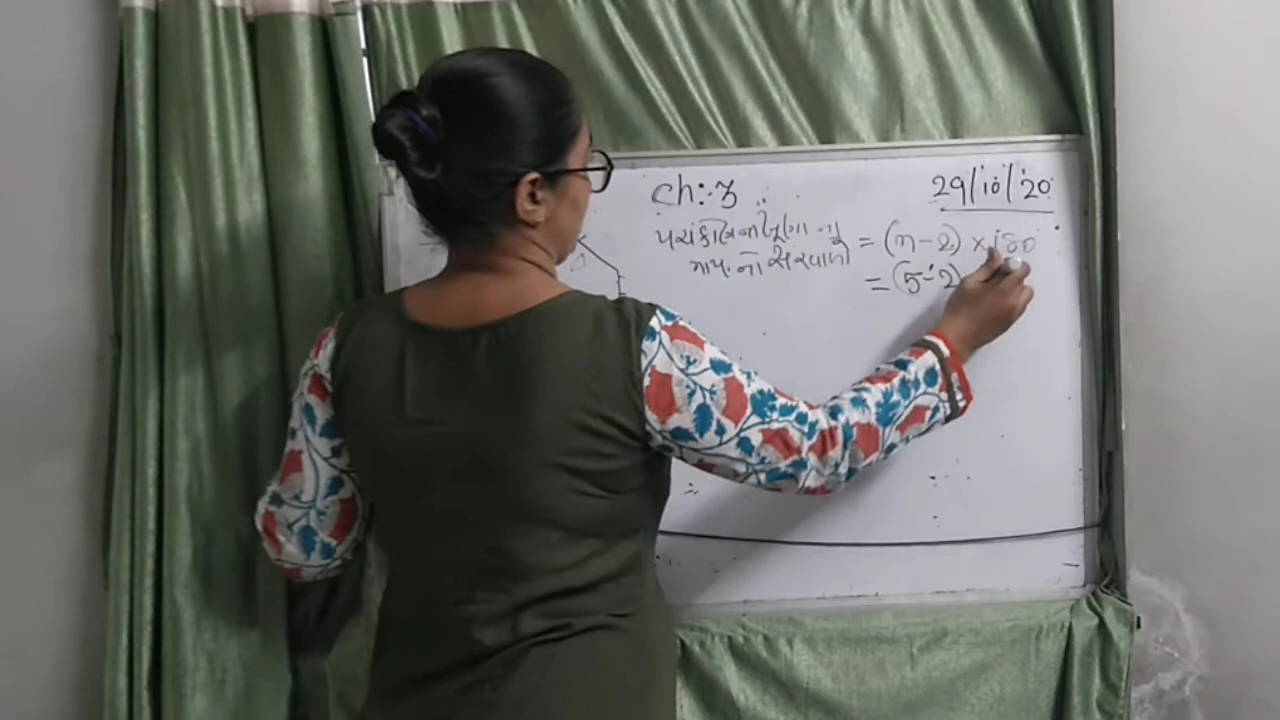 Ch:-3
29/10/20
પંચકોણના ખૂણાના = (n-2) × 180
માપનો સરવાળો
= (5-2)